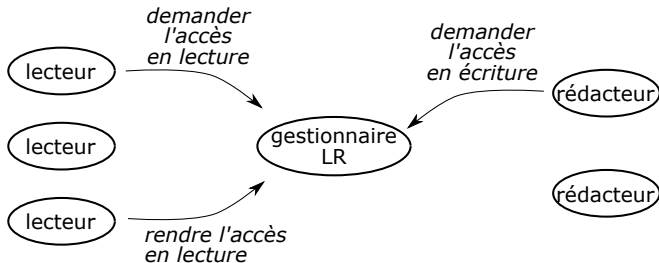 demander
l'accès
en lecture
demander
l'accès
en écriture
lecteur
rédacteur
lecteur
gestionnaire
LR
rédacteur
lecteur
rendre l'accès
en lecture